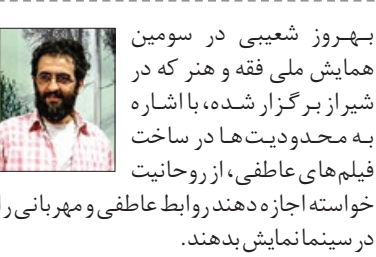 بهروز شعیبی در سومین
همایش ملی فقه و هنر که در
شیراز برگزار شده، با اشاره
به محدودیت‌ها در ساخت
فیلم‌های عاطفی، از روحانیت
خواسته اجازه دهند روابط عاطفی و مهربانی را
در سینما نمایش بدهند.